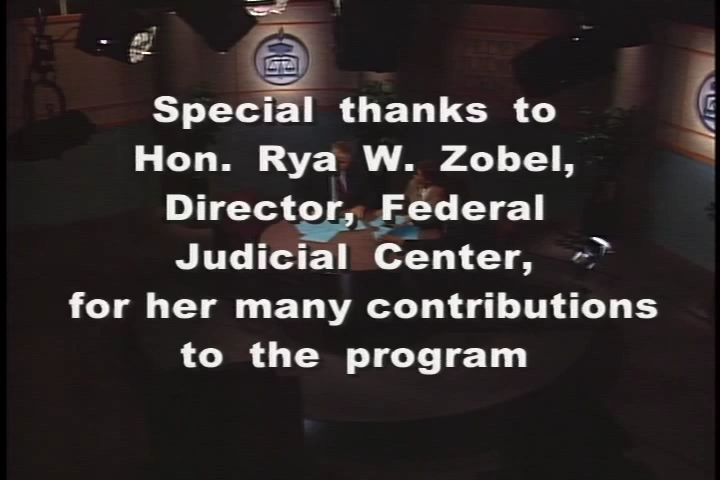 Special thanks to
Hon. Rya W. Zobel,
Director, Federal
Judicial Center,
for her many contributions
to the program